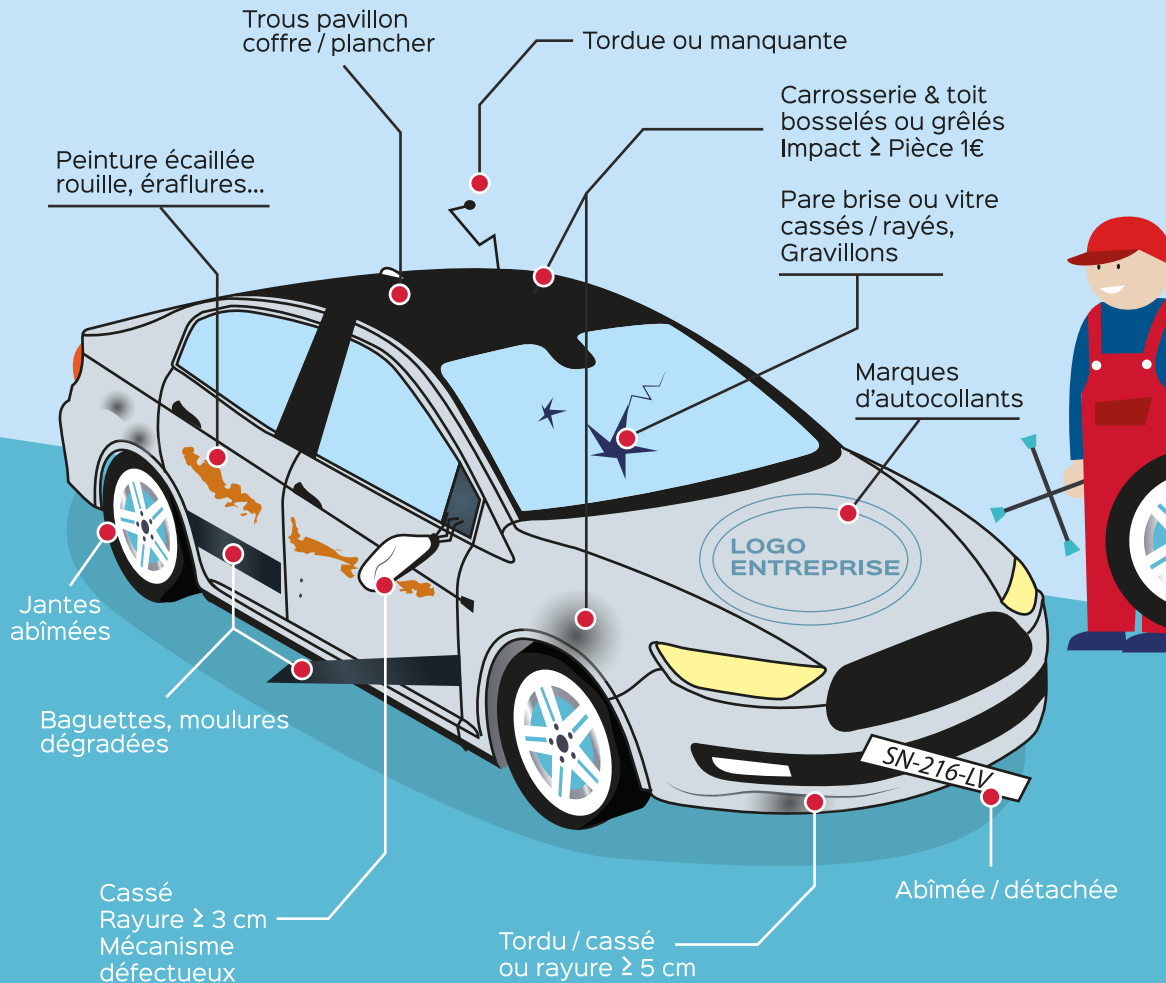 Trous pavillon
coffre / plancher
Tordue ou manquante
Carrosserie & toit
bosselés ou grêlés
Impact ≥ Pièce 1€
Peinture écaillée
rouille, éraflures...
Pare brise ou vitre
cassés / rayés,
Gravillons
Marques
d'autocollants
LOGO
ENTREPRISE
Jantes
abîmées
Baguettes, moulures
dégradées
SN-216-LV
Cassé
Rayure ≥ 3 cm
Mécanisme
défectueux
Tordu / cassé
ou rayure ≥ 5 cm
Abîmée / détachée